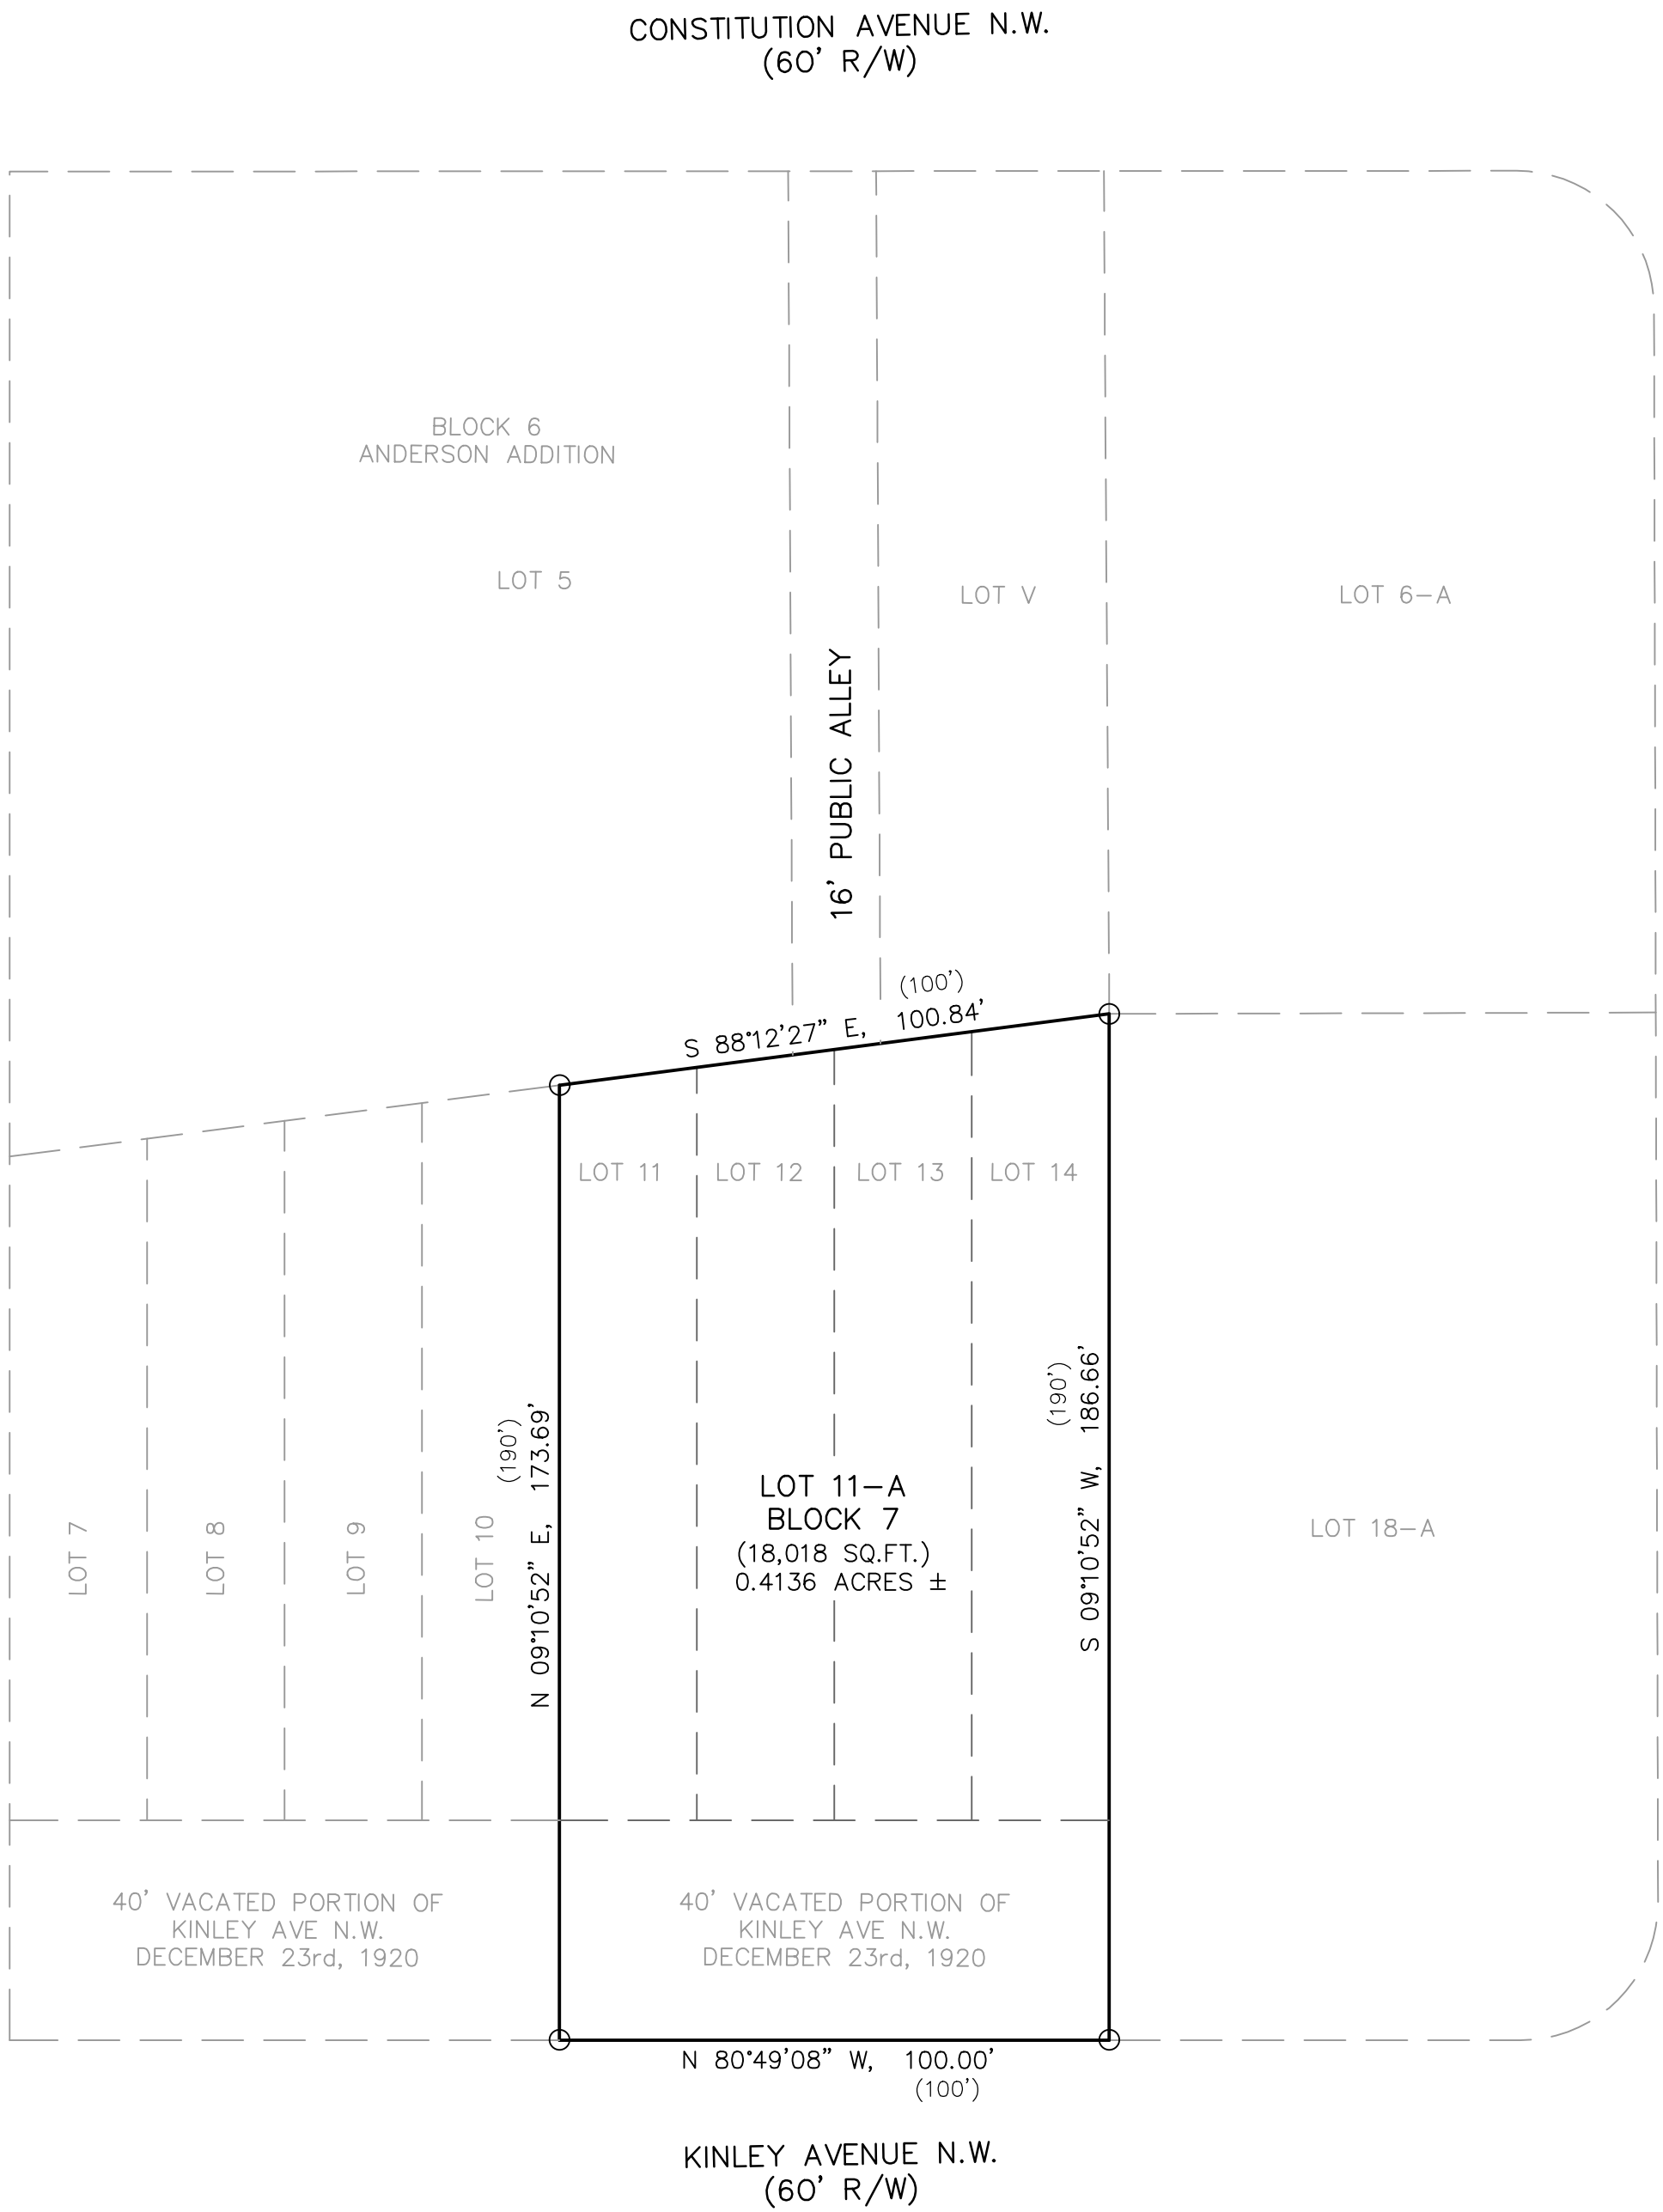 CONSTITUTION AVENUE N.W.
(60' R/W)
BLOCK 6
ANDERSON ADDITION
LOT 5
LOT V
LOT 6-A
16' PUBLIC ALLEY
(100')
S 88°12'27" E, 100.84'
LOT 11
LOT 12
LOT 13
LOT 14
(190')
N 09°10'52" E, 173.69'
(190')
S 09°10'52" W, 186.66'
LOT 7
LOT 8
LOT 9
LOT 10
LOT 11-A
BLOCK 7
(18,018 SQ.FT.)
0.4136 ACRES ±
LOT 18-A
40' VACATED PORTION OF
KINLEY AVE N.W.
DECEMBER 23rd, 1920
40' VACATED PORTION OF
KINLEY AVE N.W.
DECEMBER 23rd, 1920
N 80°49'08" W, 100.00'
(100')
KINLEY AVENUE N.W.
(60' R/W)